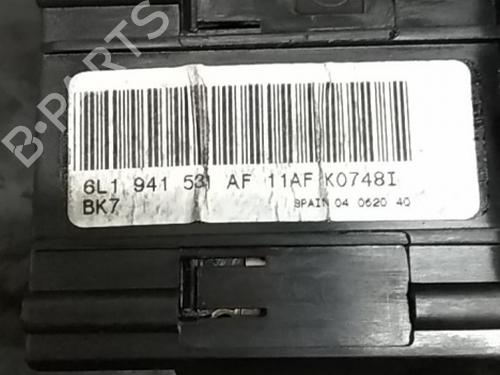 B-PARTS
6L1 941 531 AF 11AF K0748I
BK7
SPAIN 04 0620 40